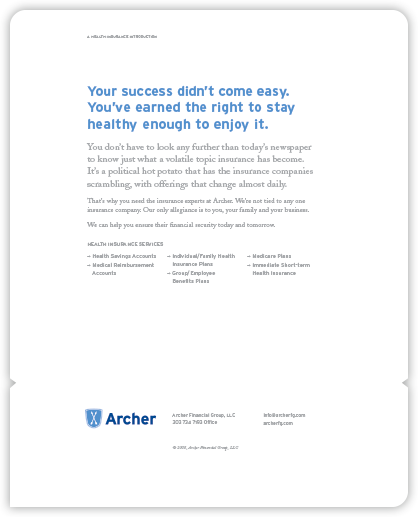 A HEALTH INSURANCE INTRODUCTION
Your success didn't come easy.
You've earned the right to stay
healthy enough to enjoy it.
You don't have to look any further than today's newspaper
to know just what a volatile topic insurance has become.
It's a political hot potato that has the insurance companies
scrambling, with offerings that change almost daily.
That's why you need the insurance experts at Archer. We're not tied to any one
insurance company. Our only allegiance is to you, your family and your business.
We can help you ensure their financial security today and tomorrow.
HEALTH INSURANCE SERVICES
→ Health Savings Accounts
→ Medical Reimbursement
Accounts
→ Individual/Family Health
Insurance Plans
→ Group/Employee
Benefits Plans
→ Medicare Plans
→ Immediate Short-term
Health Insurance
Archer
Archer Financial Group, LLC
303 734 7193 Office
info@archerfg.com
archerfg.com
Archer Financial Group, LLC